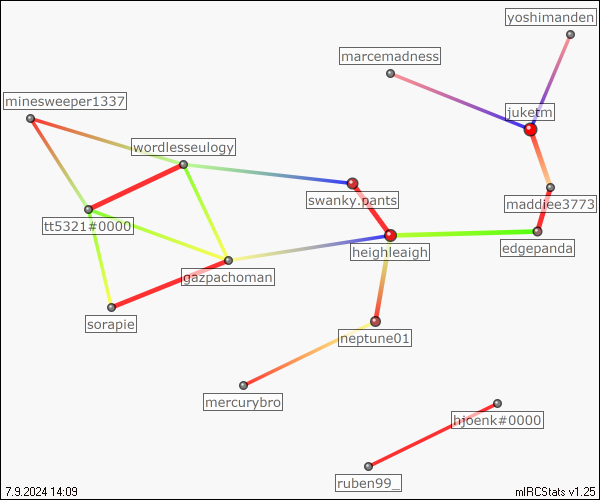 yoshimanden
marcemadness
minesweeper1337
juketm
wordlesseulogy
swanky.pants
maddiee3773
tt5321#0000
edgepanda
heighleaigh
gazpachoman
sorapie
neptune01
mercurybro
hjoenk#0000
ruben99_
7.9.2024 14:09
mIRCStats v1.25